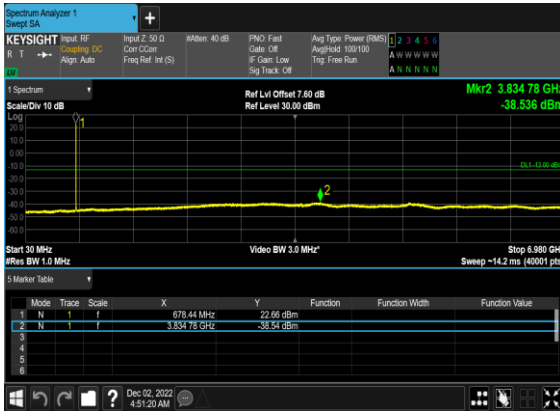 Spectrum Analyzer 1
Swept SA
+
KEYSIGHT Input: RF Input Z: 50 Ω #Atten: 40 dB PNO: Fast Avg Type: Power (RMS) 1 2 3 4 5 6
R T Coupling: DC Corr CCorr Gate: Off Avg|Hold: 100/100 A W W W W W
Align: Auto Freq Ref: Int (S) IF Gain: Low Trig: Free Run
Sig Track: Off A N N N N N
1 Spectrum Ref Lvl Offset 7.60 dB Mkr2 3.834 78 GHz
Scale/Div 10 dB Ref Level 30.00 dBm -38.536 dBm
Log
20.0
10.0
0.00
-10.0
-20.0
-30.0
-40.0
-50.0
-60.0
1
2
DL1 -13.00 dBm
Start 30 MHz Video BW 3.0 MHz* Stop 6.980 GHz
#Res BW 1.0 MHz Sweep ~14.2 ms (40001 pts)
5 Marker Table
Mode Trace Scale X Y Function Function Width Function Value
1 N 1 f 678.44 MHz 22.66 dBm
2 N 1 f 3.834 78 GHz -38.54 dBm
3
4
5
6
? Dec 02, 2022
4:51:20 AM